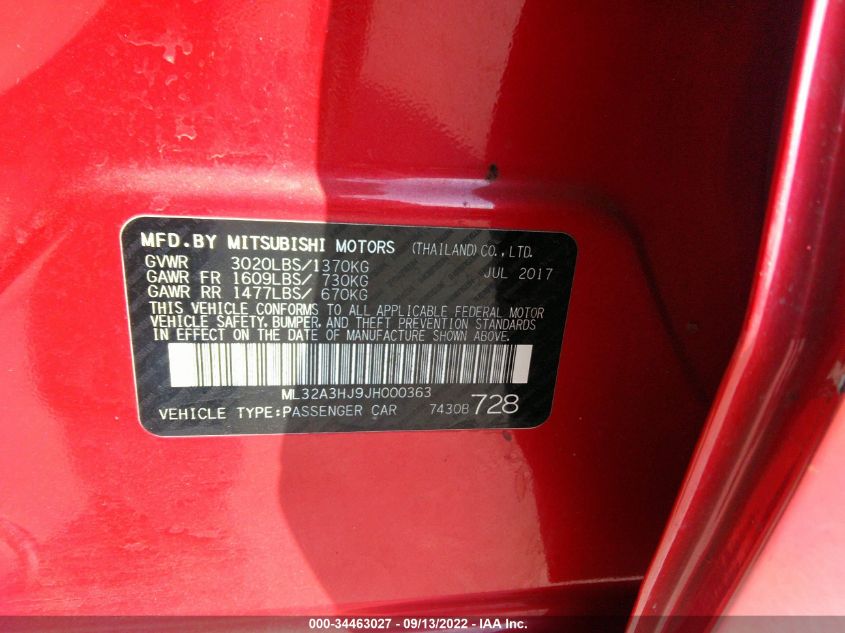 MFD.BY MITSUBISHI MOTORS (THAILAND) CO., LTD.
GVWR 3020LBS/1370KG JUL 2017
GAWR FR 1609LBS/ 730KG
GAWR RR 1477LBS/ 670KG
THIS VEHICLE CONFORMS TO ALL APPLICABLE FEDERAL MOTOR
VEHICLE SAFETY, BUMPER, AND THEFT PREVENTION STANDARDS
IN EFFECT ON THE DATE OF MANUFACTURE SHOWN ABOVE.
ML32A3HJ9JH000363
VEHICLE TYPE:PASSENGER CAR 7430B 728
000-34463027 - 09/13/2022 - IAA Inc.